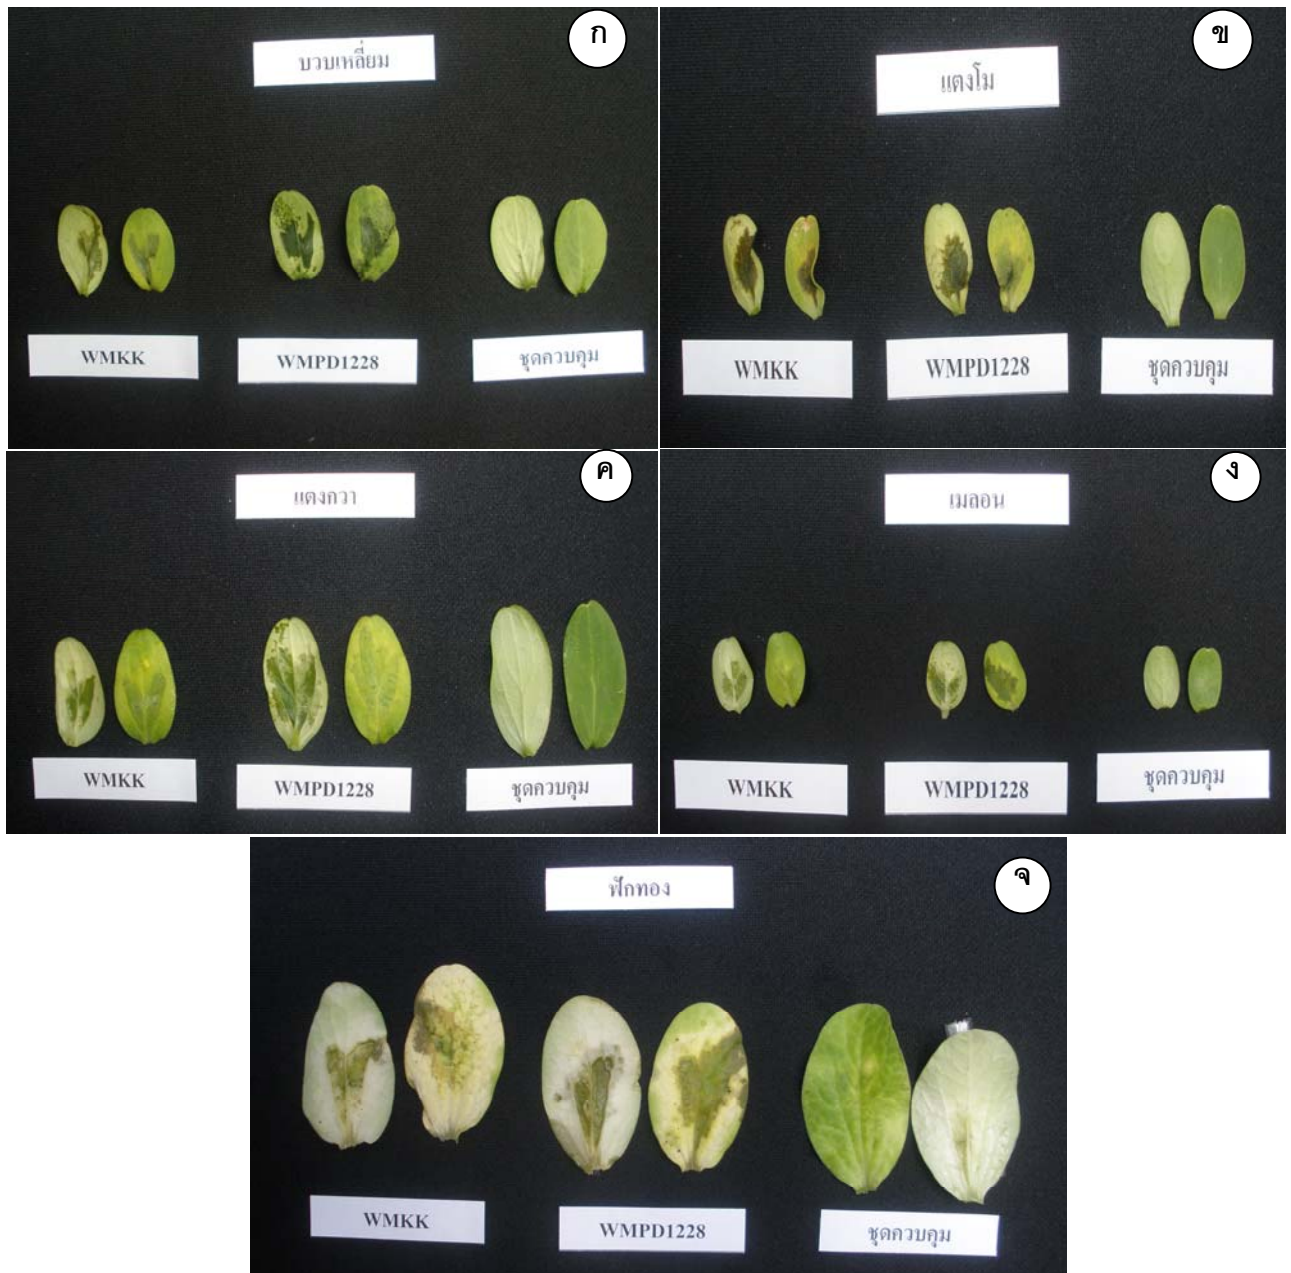 ก
บวบเหลี่ยม
WMKK
WMPD1228
ชุดควบคุม
ข
แตงโม
WMKK
WMPD1228
ชุดควบคุม
ค
แตงกวา
WMKK
WMPD1228
ชุดควบคุม
ง
เมลอน
WMKK
WMPD1228
ชุดควบคุม
จ
ฟักทอง
WMKK
WMPD1228
ชุดควบคุม